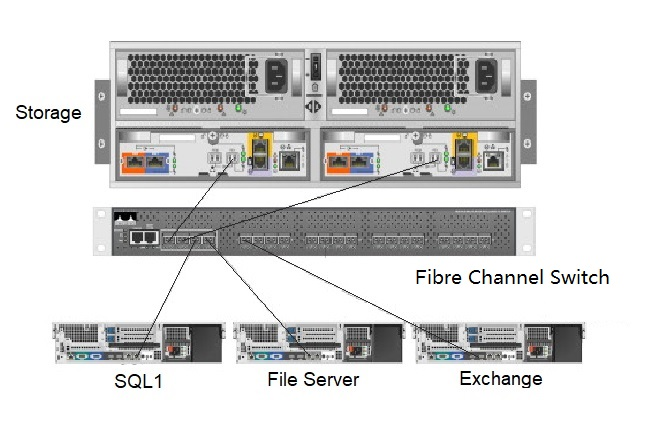 Storage
Fibre Channel Switch
SQL1
File Server
Exchange